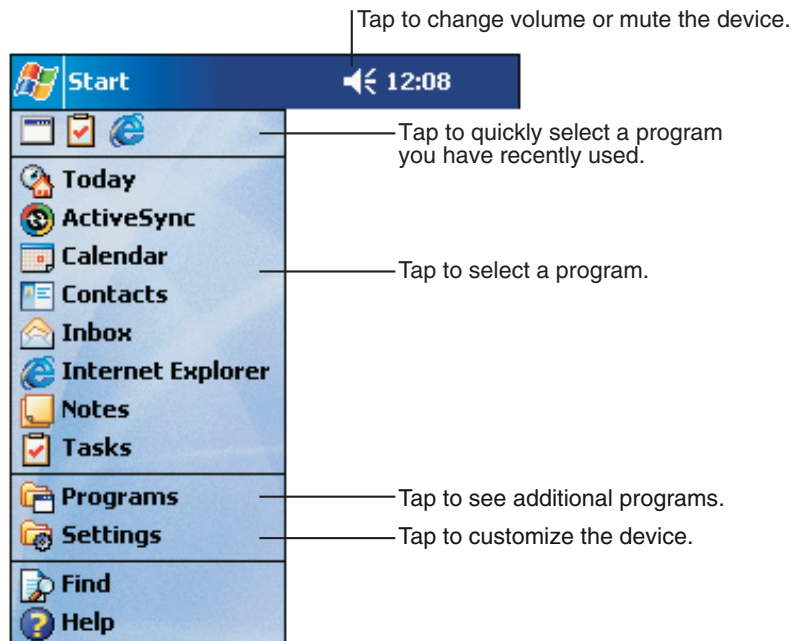 Tap to change volume or mute the device.
Start 12:08
Tap to quickly select a program
you have recently used.
Today
ActiveSync
Calendar
Tap to select a program.
Contacts
Inbox
Internet Explorer
Notes
Tasks
Programs
Tap to see additional programs.
Settings
Tap to customize the device.
Find
Help